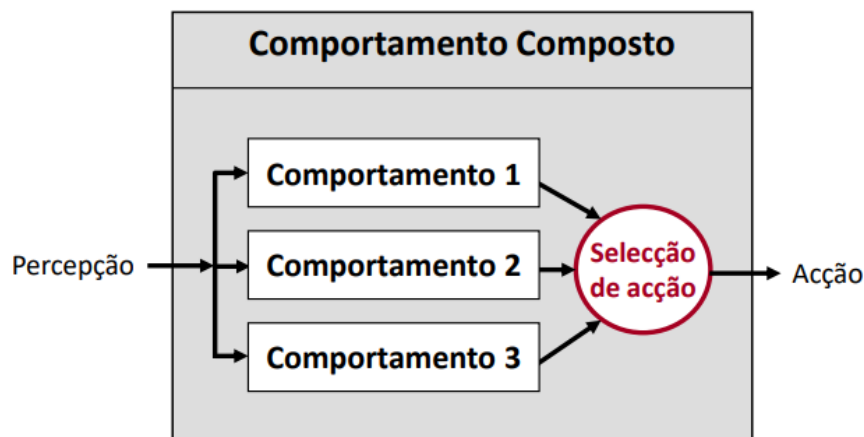 Comportamento Composto
Comportamento 1
Percepção
Comportamento 2
Comportamento 3
Selecção
de acção
Acção